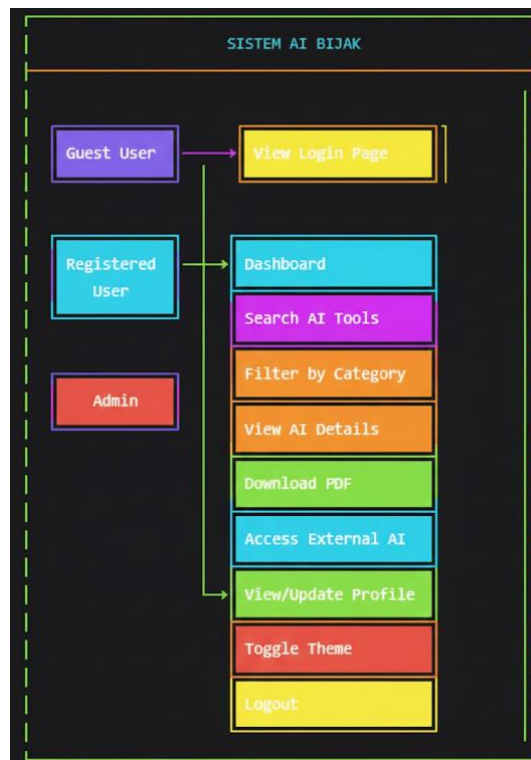 SISTEM AI BIJAK
Guest User
View Login Page
Registered
User
Dashboard
Search AI Tools
Filter by Category
Admin
View AI Details
Download PDF
Access External AI
View/Update Profile
Toggle Theme
Logout